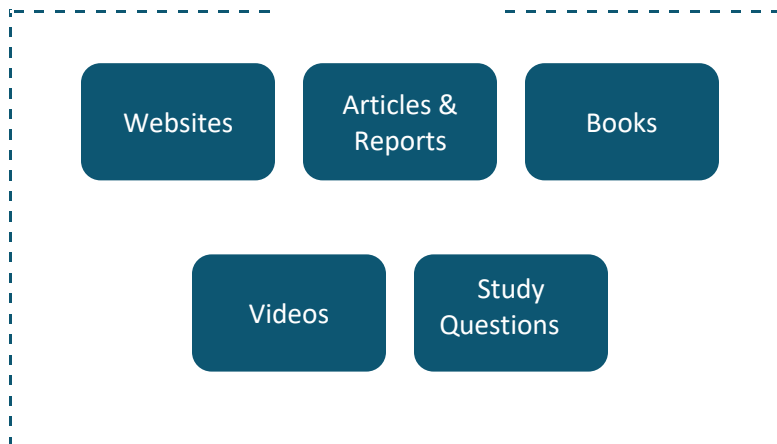 Websites
Articles &
Reports
Books
Videos
Study
Questions